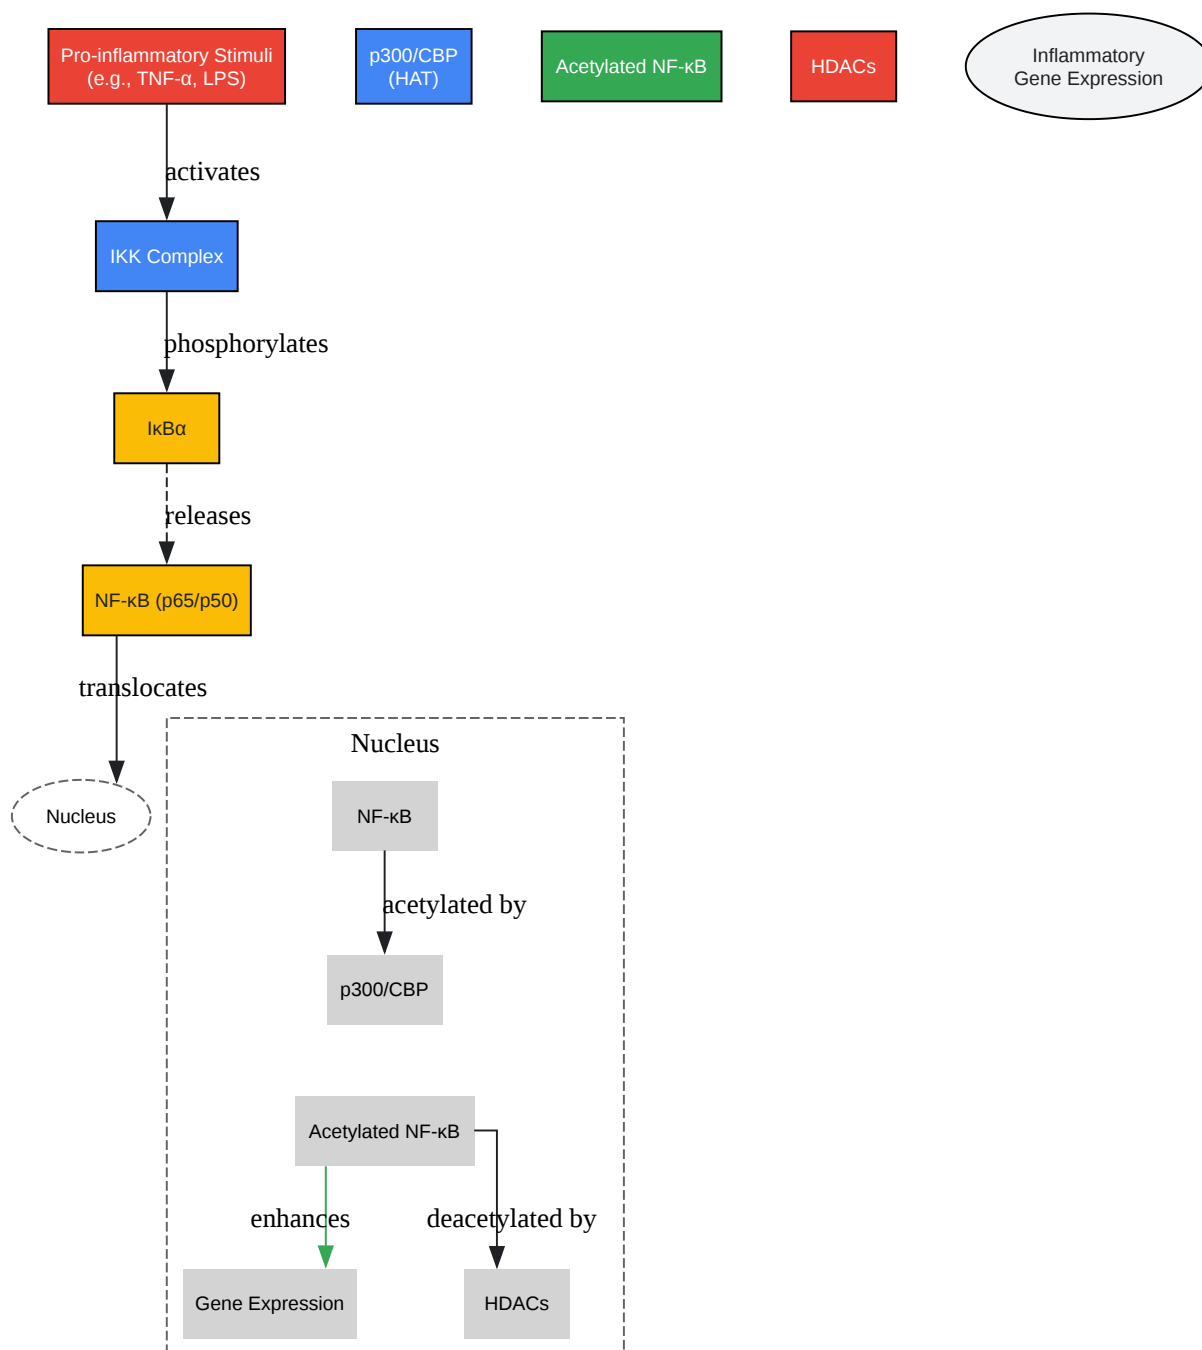 Pro-inflammatory Stimuli
(e.g., TNF-α, LPS)
p300/CBP
(HAT)
Acetylated NF-κB
HDACs
Inflammatory
Gene Expression
activates
IKK Complex
phosphorylates
IκBα
releases
NF-κB (p65/p50)
translocates
Nucleus
Nucleus
NF-κB
acetylated by
p300/CBP
Acetylated NF-κB
enhances
deacetylated by
Gene Expression
HDACs